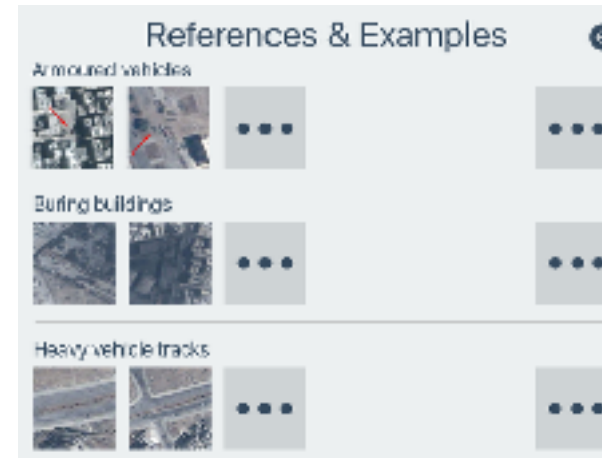 References & Examples
Armoured vehicles
Buring buildings
Heavy vehicle tracks